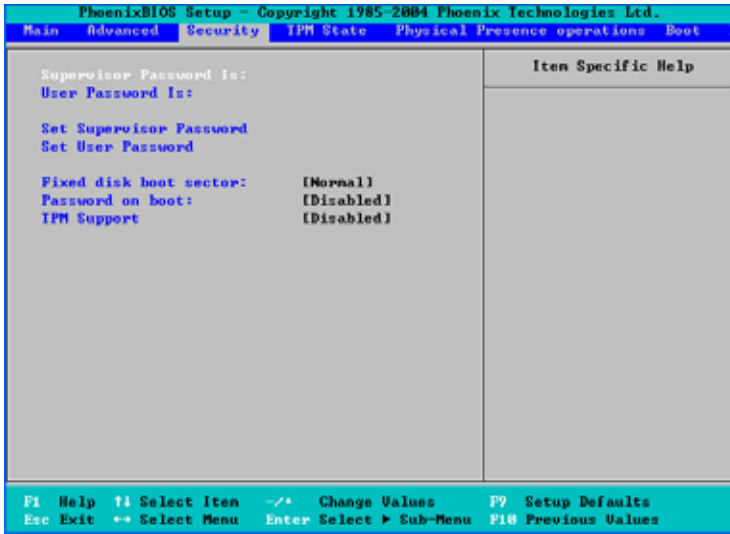 PhoenixBIOS Setup - Copyright 1985-2004 Phoenix Technologies Ltd.
Main Advanced Security TPM State Physical Presence operations Boot
Item Specific Help
Supervisor Password Is:
User Password Is:
Set Supervisor Password
Set User Password
Fixed disk boot sector: [Normal]
Password on boot: [Disabled]
TPM Support [Disabled]
F1 Help ↑↓ Select Item -/+ Change Values F9 Setup Defaults
Esc Exit ↔ Select Menu Enter Select ▶ Sub-Menu F10 Previous Values